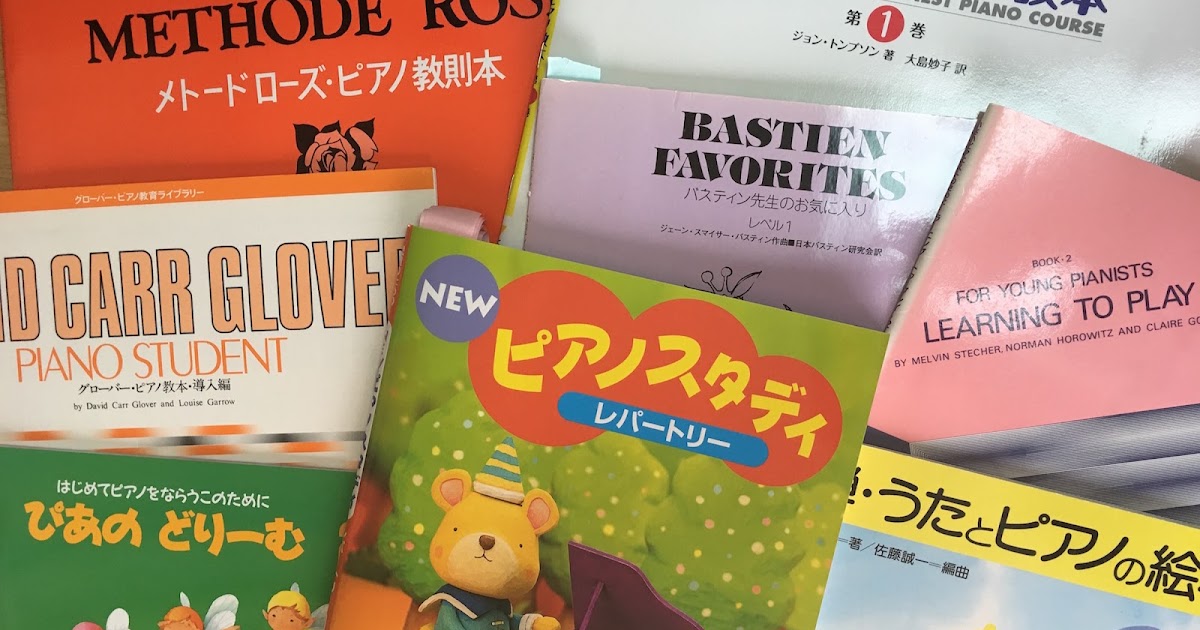 METHODE ROS
メトードローズ・ピアノ教則本
教本
EST PIANO COURSE
第1巻
ジョン・トンプソン 著 大島妙子 訳
BASTIEN
FAVORITES
バスティン先生のお気に入り
レベル1
ジェーン・スマイサー・バスティン作曲■日本バスティン研究会訳
BOOK・2
FOR YOUNG PIANISTS
LEARNING TO PLAY
BY MELVIN STECHER, NORMAN HOROWITZ AND CLAIRE GO
グローバー・ピアノ教育ライブラリー
ID CARR GLOVER
PIANO STUDENT
グローバー・ピアノ教本・導入編
by David Carr Glover and Louise Garrow
NEW
ピアノスタディ
レパートリー
はじめてピアノをならうこのために
ぴあの どりーむ
・うたとピアノの絵
著/佐藤誠一=編曲